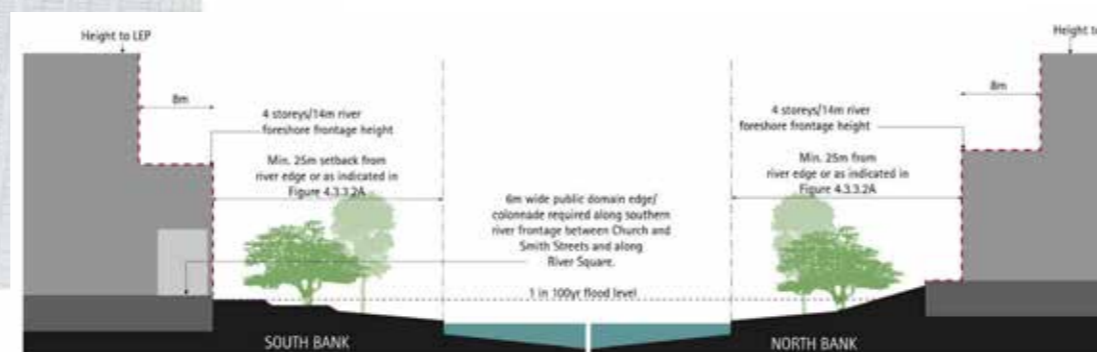 Height to LEP
8m
4 storeys/14m river
foreshore frontage height
Min. 25m setback from
river edge or as indicated in
Figure 4.3.3.2A
6m wide public domain edge/
colonnade required along southern
river frontage between Church and
Smith Streets and along
River Square.
1 in 100yr flood level
SOUTH BANK
Height to
8m
4 storeys/14m river
foreshore frontage height
Min. 25m from
river edge or as indicated in
Figure 4.3.3.2A
NORTH BANK